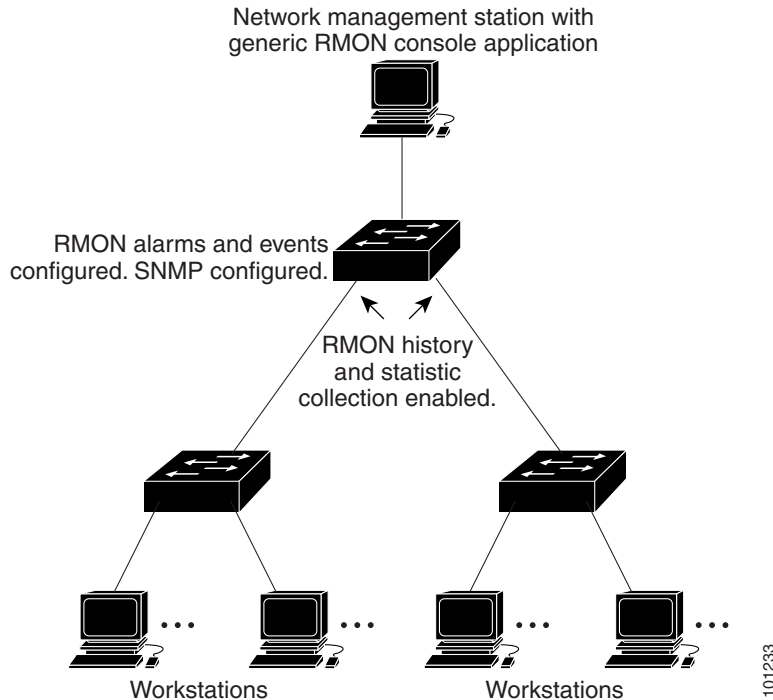 Network management station with
generic RMON console application
RMON alarms and events
configured. SNMP configured.
RMON history
and statistic
collection enabled.
Workstations
Workstations
101233